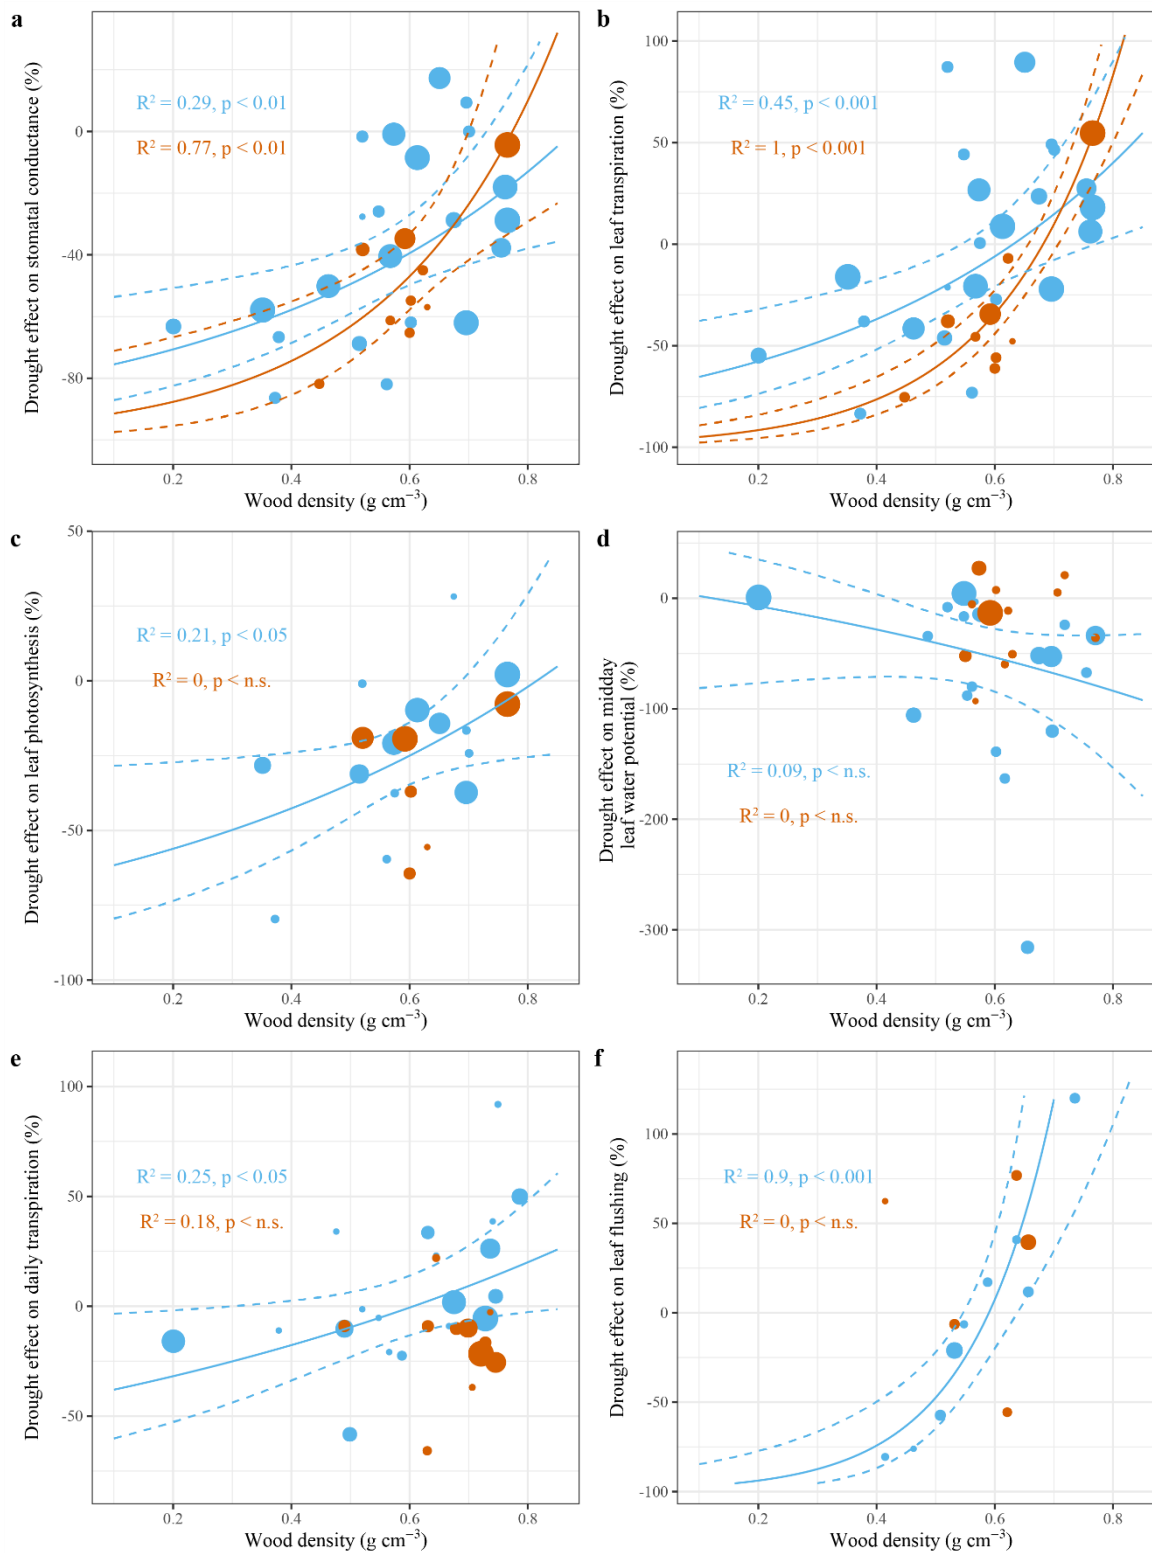 a
Drought effect on stomatal conductance (%)
0
-40
-80
R² = 0.29, p < 0.01
R² = 0.77, p < 0.01
0.2 0.4 0.6 0.8
Wood density (g cm⁻³)
b
Drought effect on leaf transpiration (%)
100
50
0
-50
-100
R² = 0.45, p < 0.001
R² = 1, p < 0.001
0.2 0.4 0.6 0.8
Wood density (g cm⁻³)
c
Drought effect on leaf photosynthesis (%)
50
0
-50
-100
R² = 0.21, p < 0.05
R² = 0, p < n.s.
0.2 0.4 0.6 0.8
Wood density (g cm⁻³)
d
Drought effect on midday
leaf water potential (%)
0
-100
-200
-300
R² = 0.09, p < n.s.
R² = 0, p < n.s.
0.2 0.4 0.6 0.8
Wood density (g cm⁻³)
e
Drought effect on daily transpiration (%)
100
50
0
-50
R² = 0.25, p < 0.05
R² = 0.18, p < n.s.
0.2 0.4 0.6 0.8
Wood density (g cm⁻³)
f
Drought effect on leaf flushing (%)
100
50
0
-50
-100
R² = 0.9, p < 0.001
R² = 0, p < n.s.
0.2 0.4 0.6 0.8
Wood density (g cm⁻³)